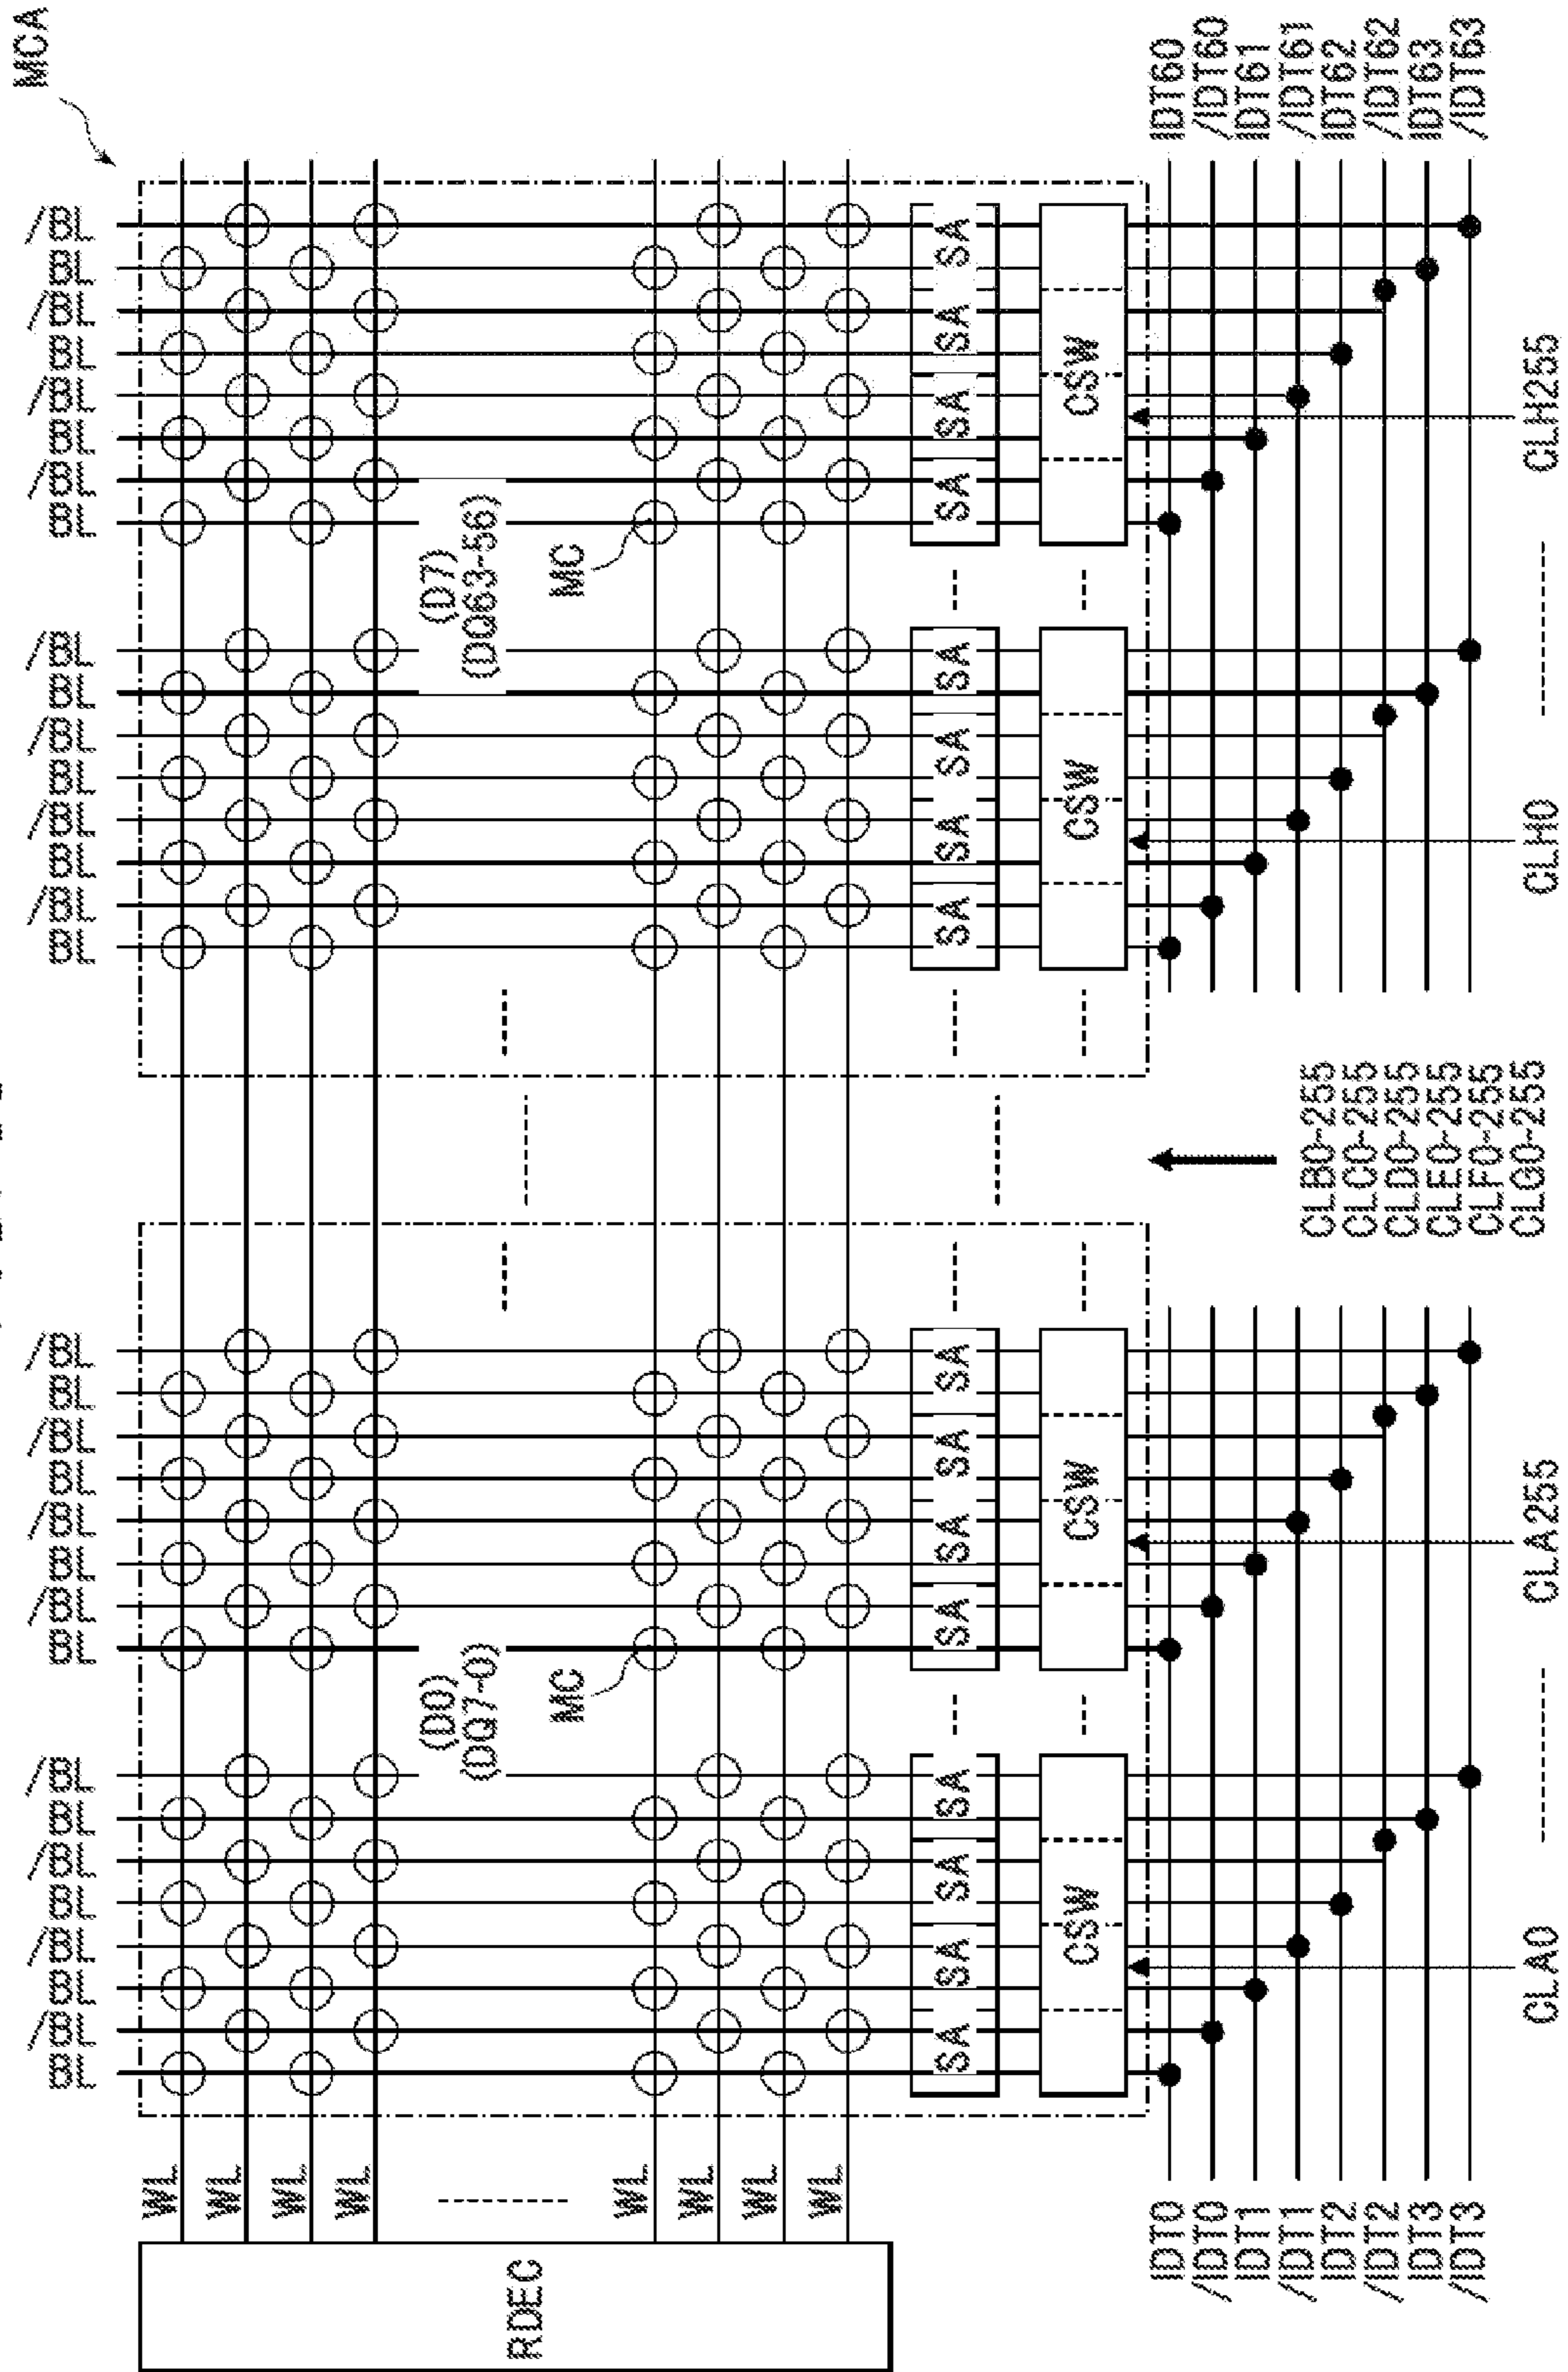 MCA
BL /BL BL /BL BL /BL BL /BL
BL /BL BL /BL BL /BL BL /BL
BL /BL BL /BL BL /BL BL /BL
BL /BL BL /BL BL /BL BL /BL
WL
WL
WL
WL
WL
WL
WL
WL
RDEC
(D0)
(DQ7-0)
MC
(D7)
(DQ63-56)
MC
SA SA SA SA
SA SA SA SA
SA SA SA SA
SA SA SA SA
CSW
CSW
CSW
CSW
IDT0
/IDT0
IDT1
/IDT1
IDT2
/IDT2
IDT3
/IDT3
IDT60
/IDT60
IDT61
/IDT61
IDT62
/IDT62
IDT63
/IDT63
CLB0-255
CLC0-255
CLD0-255
CLE0-255
CLF0-255
CLG0-255
CLA0
CLA255
CLH0
CLH255